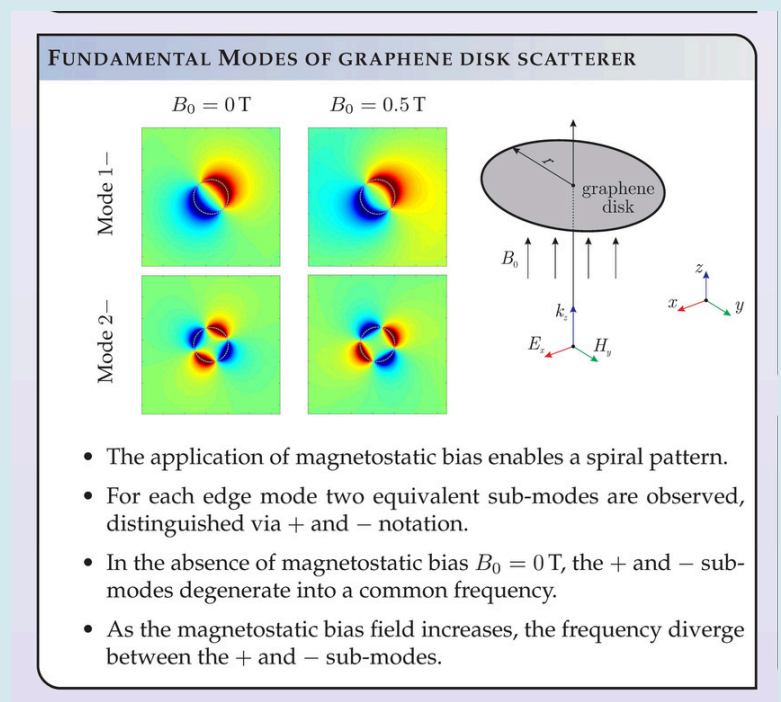 FUNDAMENTAL MODES OF GRAPHENE DISK SCATTERER
B₀ = 0 T
B₀ = 0.5 T
Mode 1−
Mode 2−
r
graphene
disk
B₀
k_z
E_x
H_y
z
x
y
• The application of magnetostatic bias enables a spiral pattern.
• For each edge mode two equivalent sub-modes are observed,
distinguished via + and − notation.
• In the absence of magnetostatic bias B₀ = 0 T, the + and − sub-
modes degenerate into a common frequency.
• As the magnetostatic bias field increases, the frequency diverge
between the + and − sub-modes.